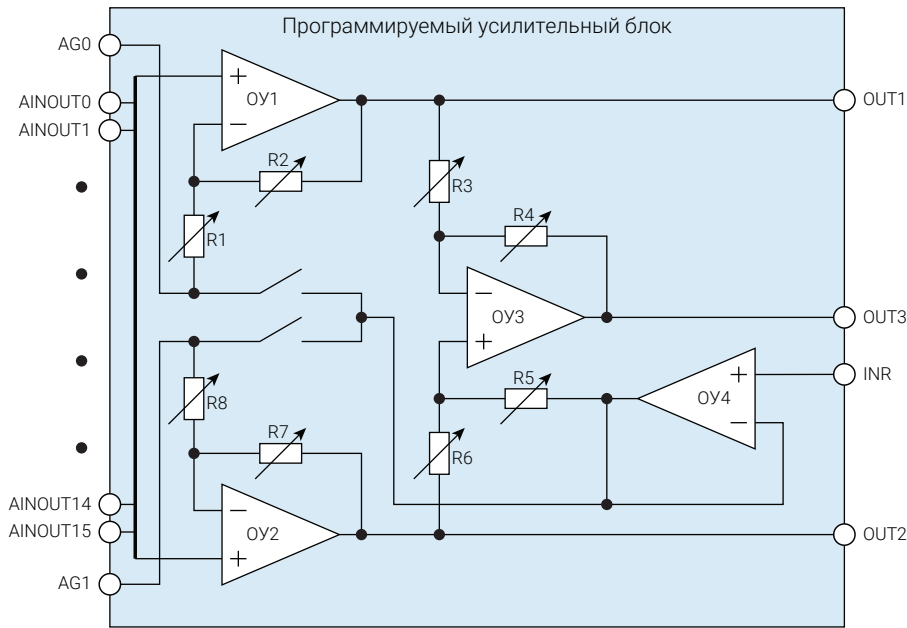 Программируемый усилительный блок
AG0
AINOUT0
AINOUT1
ОУ1
OUT1
R2
R3
R1
R4
ОУ3
OUT3
INR
R5
ОУ4
R8
R7
R6
AINOUT14
AINOUT15
ОУ2
OUT2
AG1